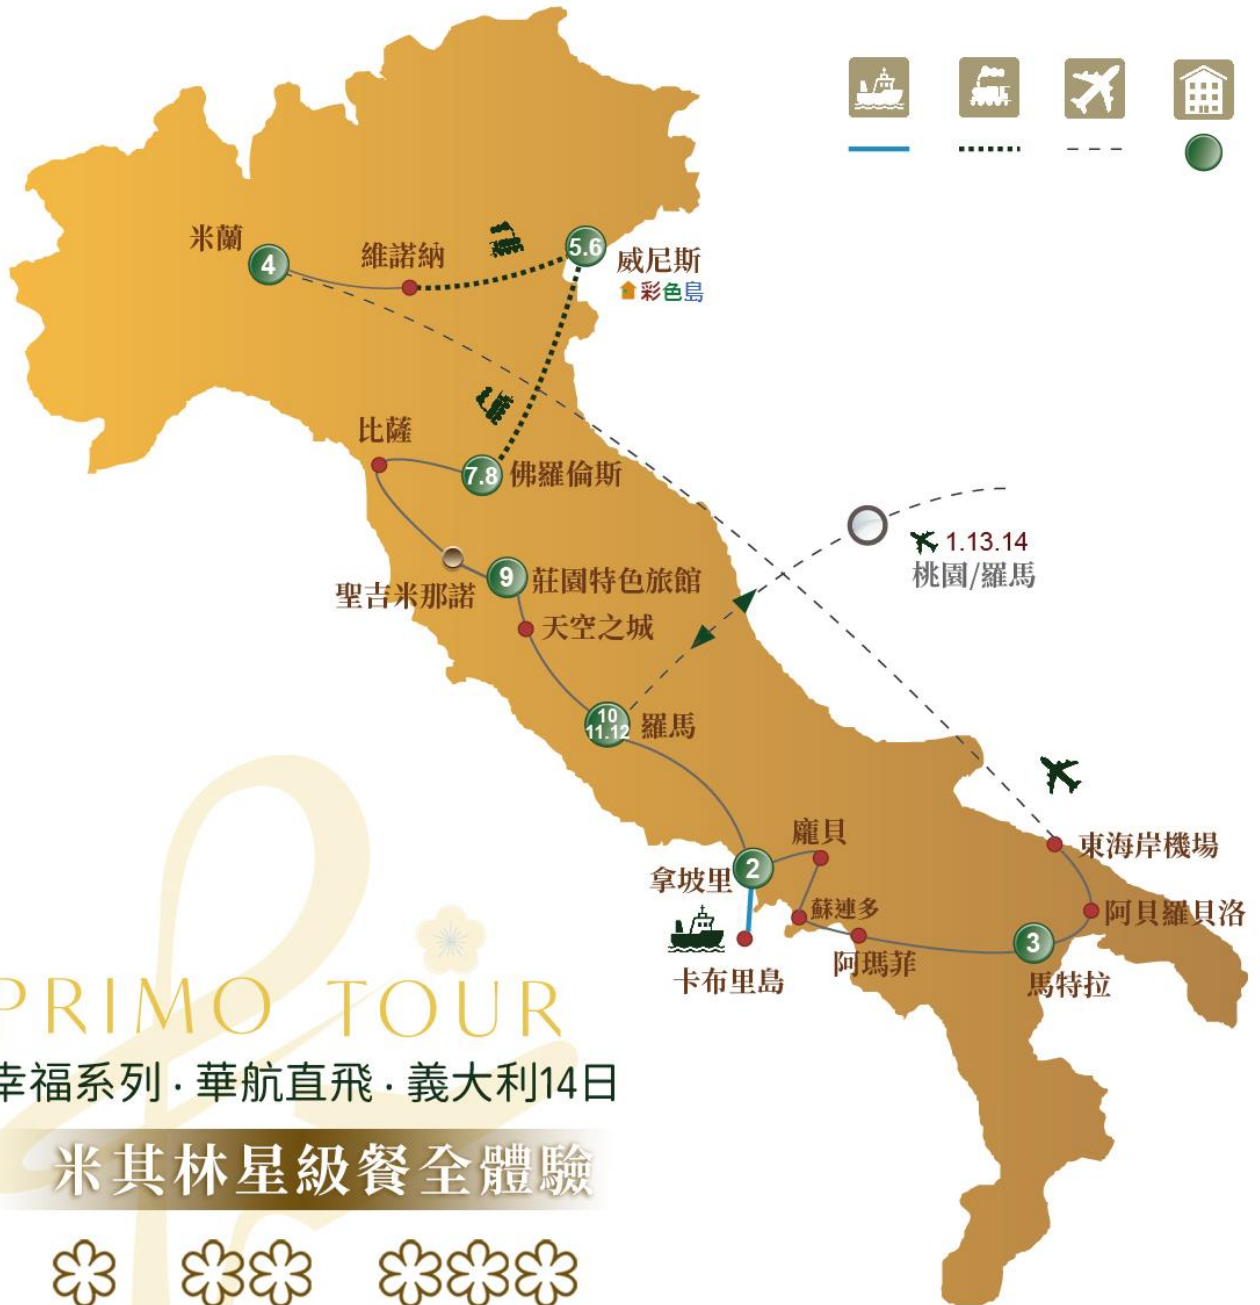 米蘭
4
維諾納
5.6
威尼斯
彩色島
比薩
7.8
佛羅倫斯
1.13.14
桃園/羅馬
聖吉米那諾
9
莊園特色旅館
天空之城
10
11.12
羅馬
龐貝
東海岸機場
拿坡里
2
蘇連多
阿貝羅貝洛
卡布里島
阿瑪菲
3
馬特拉
PRIMO TOUR
幸福系列·華航直飛·義大利14日
米其林星級餐全體驗